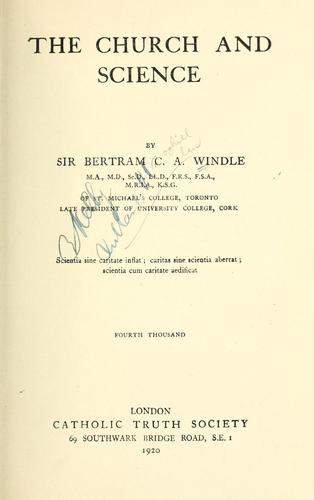 THE CHURCH AND
SCIENCE
BY
SIR BERTRAM C. A. WINDLE
M.A., M.D., Sc.D., LL.D., F.R.S., F.S.A.,
M.R.I.A., K.S.G.
OF ST. MICHAEL'S COLLEGE, TORONTO
LATE PRESIDENT OF UNIVERSITY COLLEGE, CORK
Scientia sine caritate inflat; caritas sine scientia aberrat;
scientia cum caritate aedificat
FOURTH THOUSAND
LONDON
CATHOLIC TRUTH SOCIETY
69 SOUTHWARK BRIDGE ROAD, S.E. 1
1920